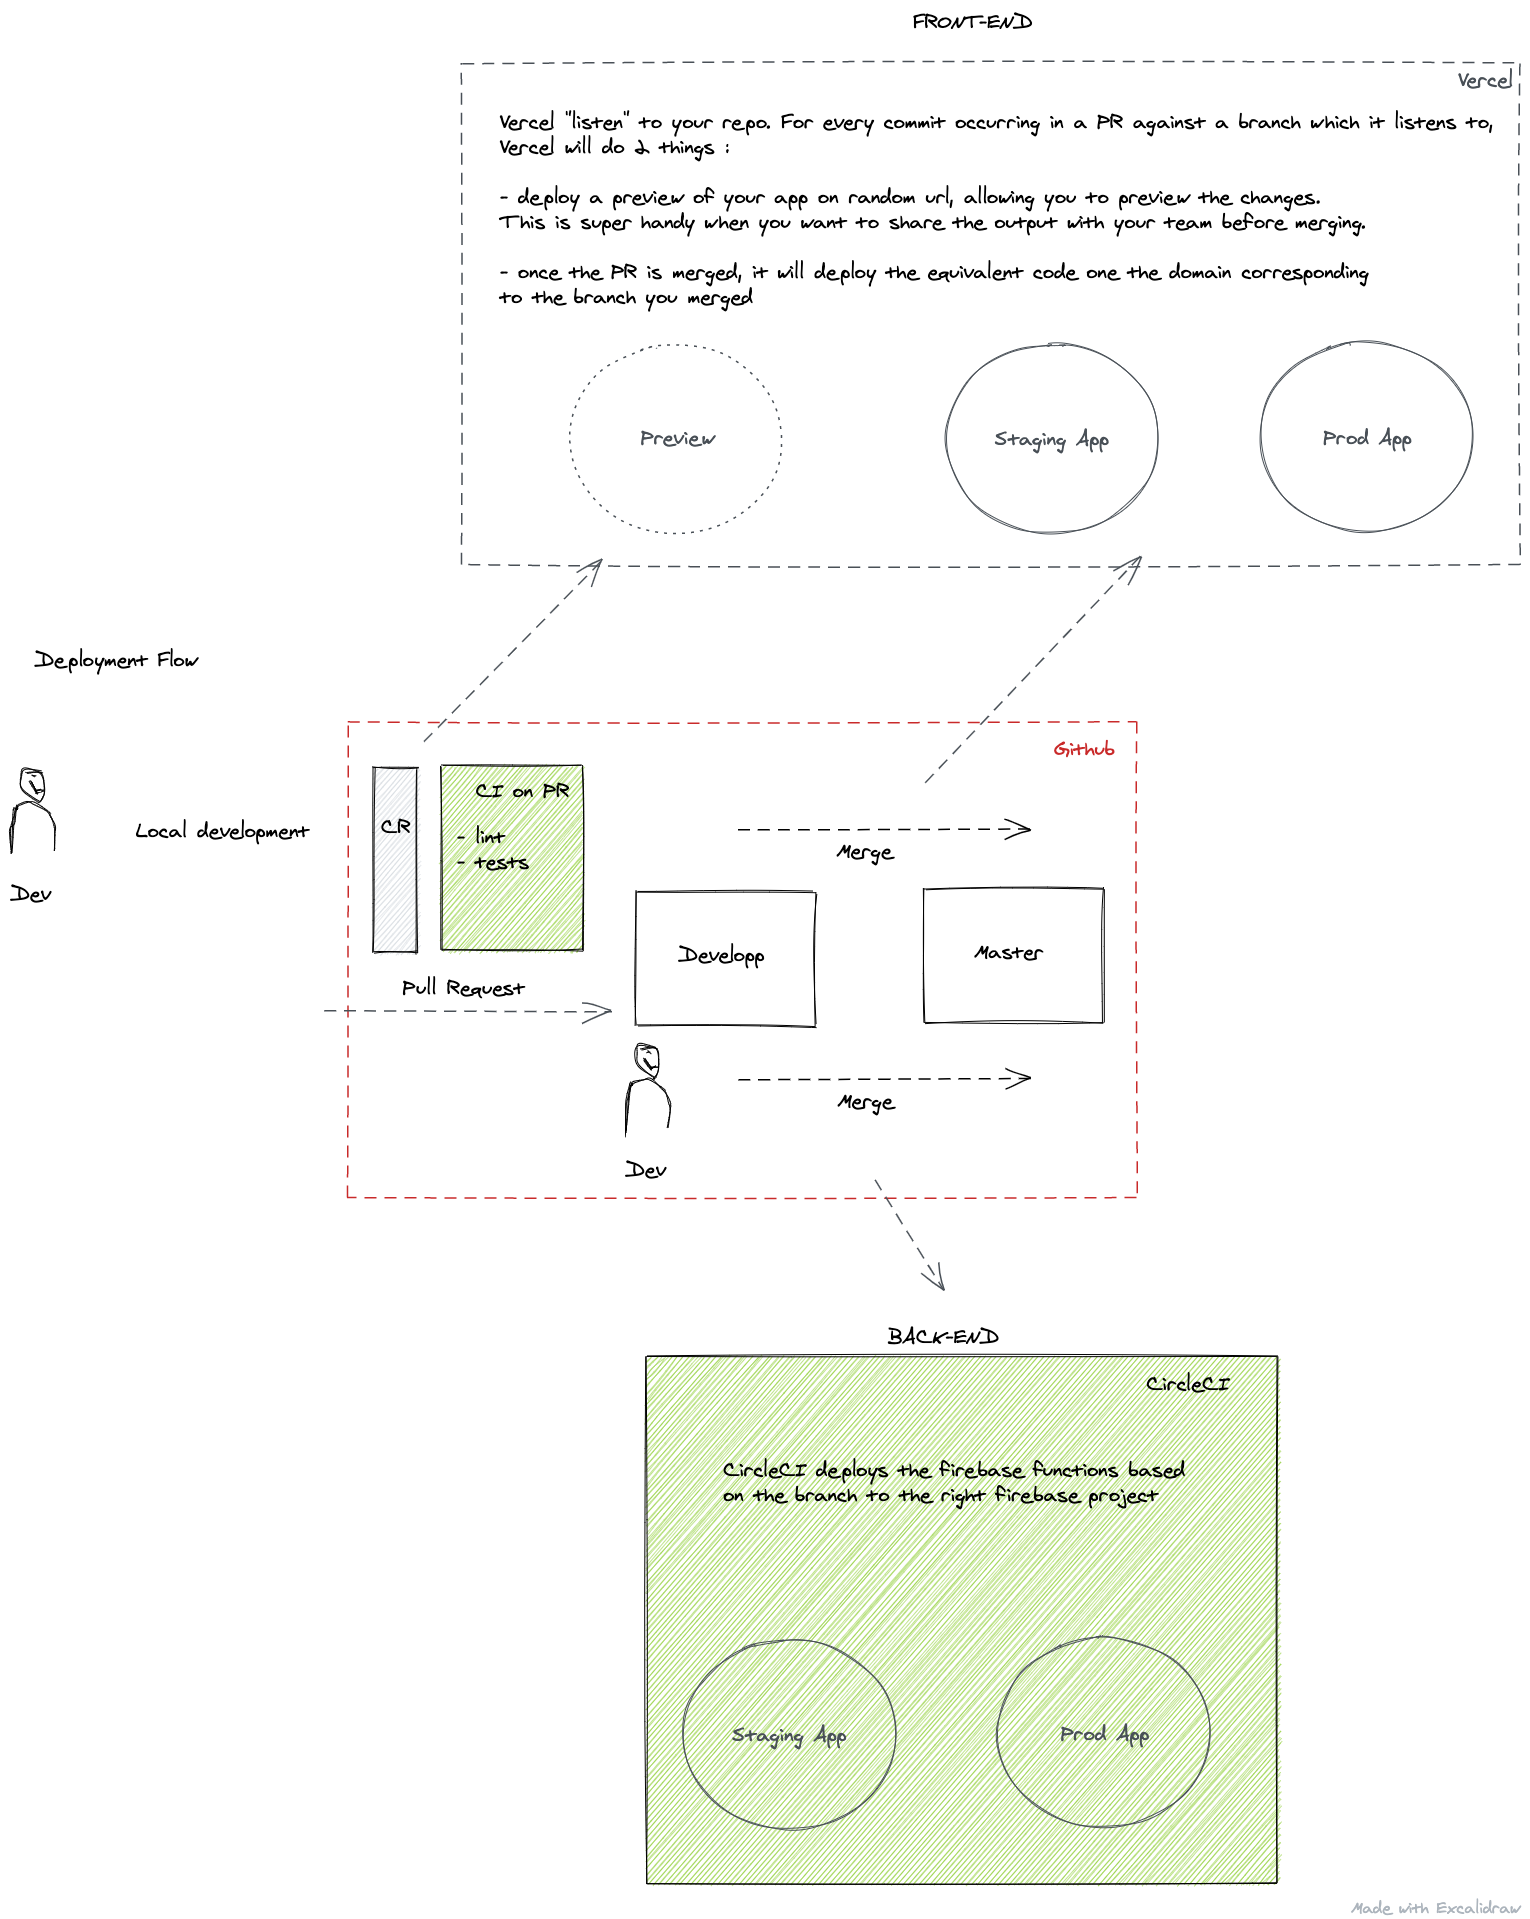 FRONT-END
Vercel
Vercel "listen" to your repo. For every commit occurring in a PR against a branch which it listens to,
Vercel will do 2 things :
- deploy a preview of your app on random url, allowing you to preview the changes.
This is super handy when you want to share the output with your team before merging.
- once the PR is merged, it will deploy the equivalent code one the domain corresponding
to the branch you merged
Preview
Staging App
Prod App
Deployment Flow
Github
CR
CI on PR
- lint
- tests
Local development
Dev
Merge
Developp
Master
Pull Request
Merge
Dev
BACK-END
CircleCI
CircleCI deploys the firebase functions based
on the branch to the right firebase project
Staging App
Prod App
Made with Excalidraw